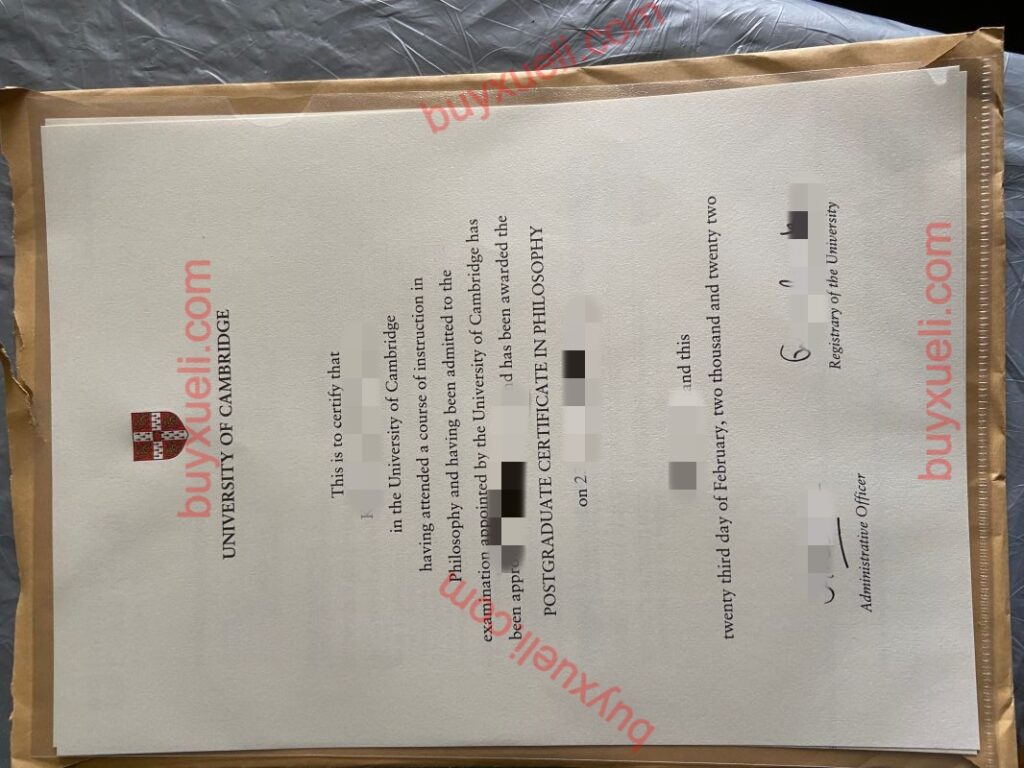 UNIVERSITY OF CAMBRIDGE
This is to certify that
in the University of Cambridge
having attended a course of instruction in
Philosophy and having been admitted to the
examination appointed by the University of Cambridge has
been appro d has been awarded the
POSTGRADUATE CERTIFICATE IN PHILOSOPHY
on 2
and this
twenty third day of February, two thousand and twenty two
Administrative Officer
Registrary of the University
buyxueli.com
buyxueli.com
buyxueli.com
buyxueli.com